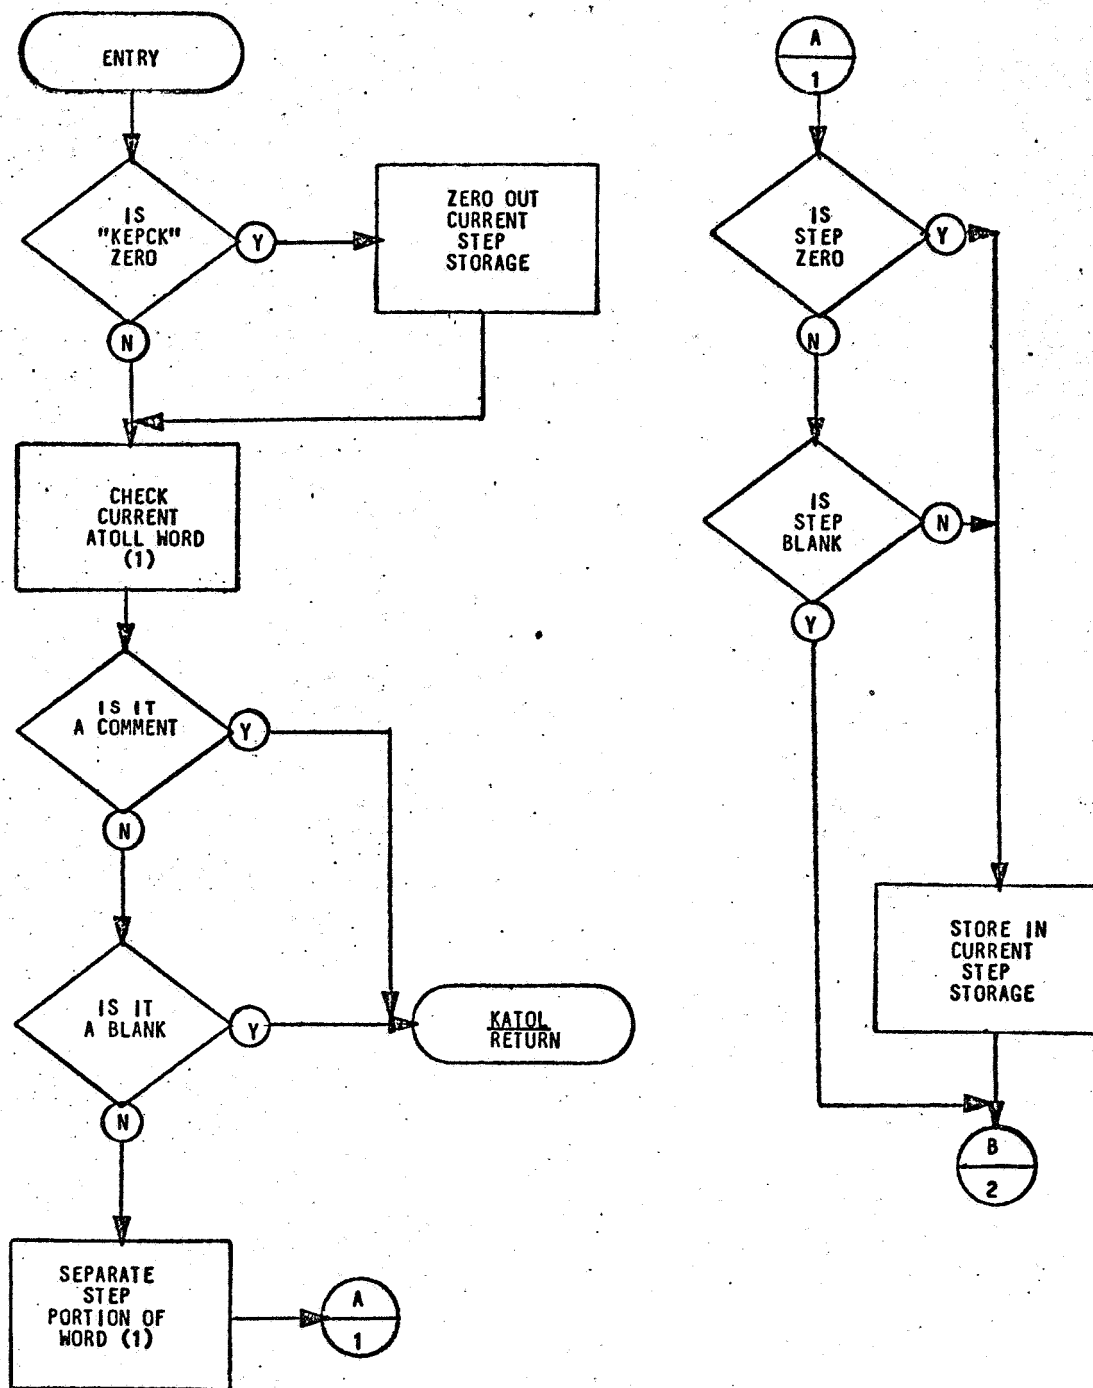 ENTRY
IS
"KEPCK"
ZERO
Y
ZERO OUT
CURRENT
STEP
STORAGE
N
CHECK
CURRENT
ATOLL WORD
(1)
IS IT
A COMMENT
Y
N
IS IT
A BLANK
Y
KATOL
RETURN
N
SEPARATE
STEP
PORTION OF
WORD (1)
A
1
A
1
IS
STEP
ZERO
Y
N
IS
STEP
BLANK
N
Y
STORE IN
CURRENT
STEP
STORAGE
B
2